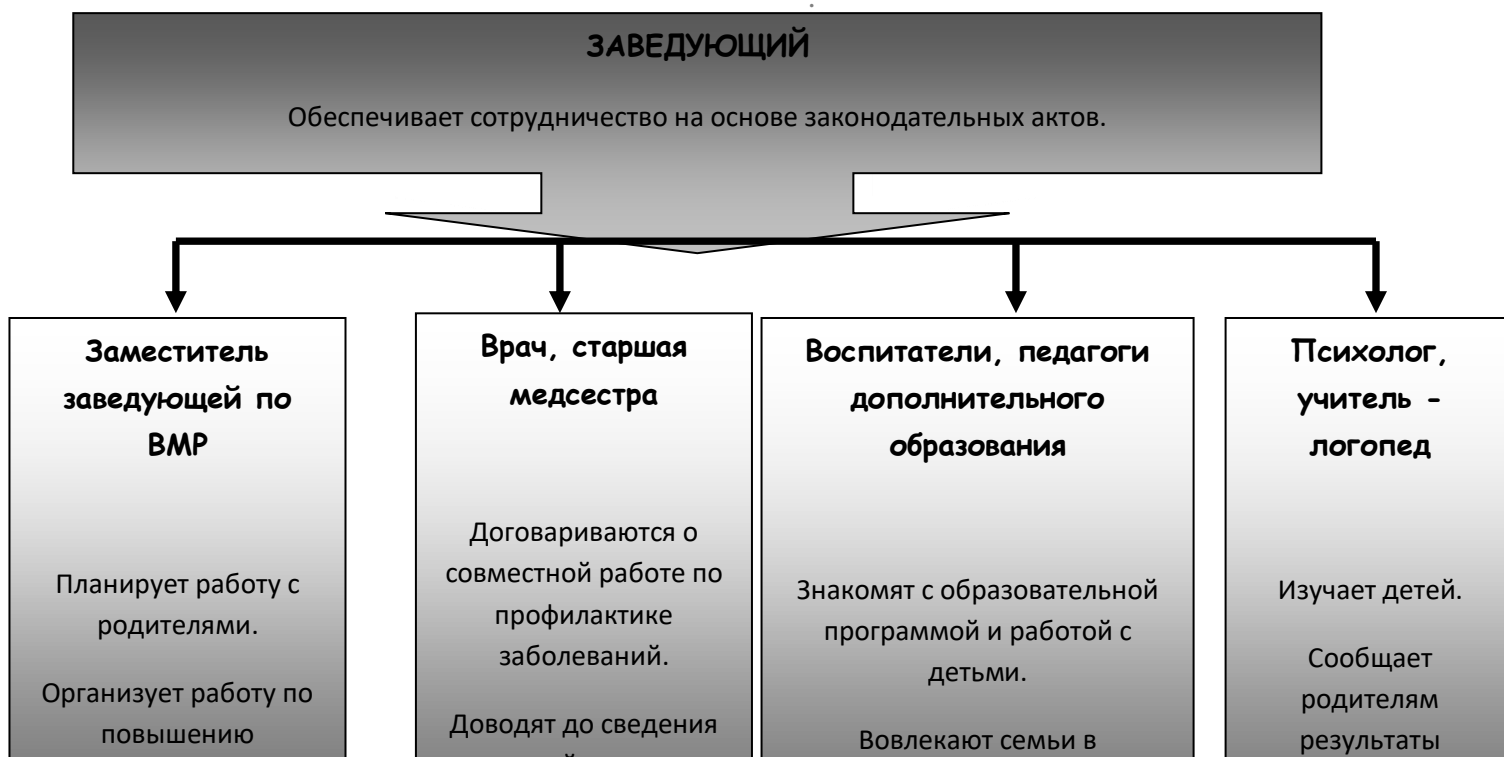 ЗАВЕДУЮЩИЙ
Обеспечивает сотрудничество на основе законодательных актов.
Заместитель
заведующей по
ВМР
Планирует работу с
родителями.
Организует работу по
повышению
Врач, старшая
медсестра
Договариваются о
совместной работе по
профилактике
заболеваний.
Доводят до сведения
Воспитатели, педагоги
дополнительного
образования
Знакомят с образовательной
программой и работой с
детьми.
Вовлекают семьи в
Психолог,
учитель -
логопед
Изучает детей.
Сообщает
родителям
результаты